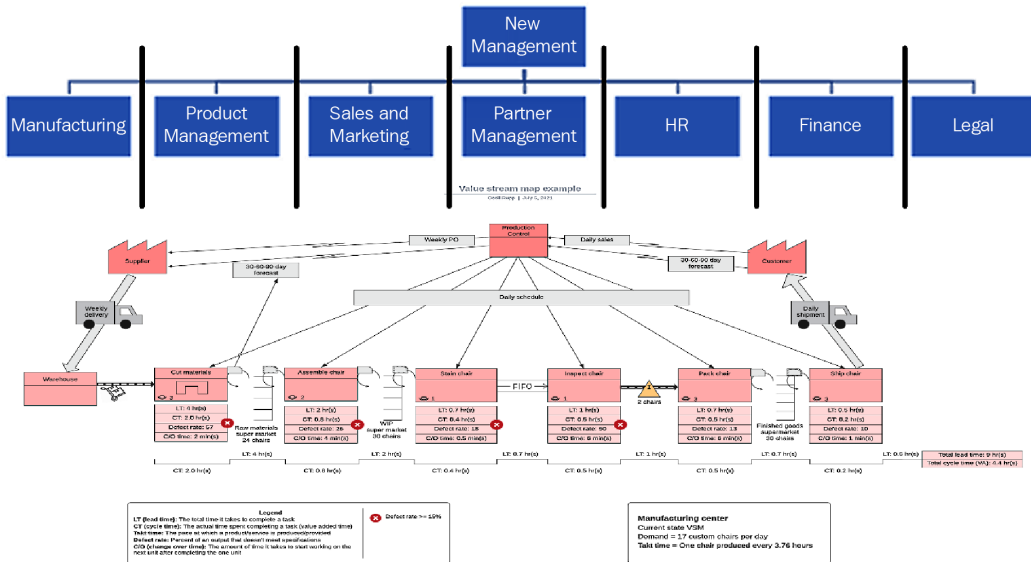 New
Management
Manufacturing
Product
Management
Sales and
Marketing
Partner
Management
HR
Finance
Legal
Value stream map example
Cecil Rupp | July 5, 2021
Production
Control
Weekly PO
Daily sales
Supplier
Customer
30-60-90-day
forecast
30-60-90-day
forecast
Daily schedule
Weekly
delivery
Daily
shipment
Warehouse
Cut materials
2
Assemble chair
2
Stain chair
1
FIFO
Inspect chair
1
2 chairs
Pack chair
3
Ship chair
3
LT: 4 hr(s)
CT: 2.0 hr(s)
Defect rate: 57
C/O time: 2 min(s)
Raw materials
super market
24 chairs
LT: 2 hr(s)
CT: 0.8 hr(s)
Defect rate: 26
C/O time: 4 min(s)
WIP
super market
30 chairs
LT: 0.7 hr(s)
CT: 0.4 hr(s)
Defect rate: 18
C/O time: 0.5 min(s)
LT: 1 hr(s)
CT: 0.5 hr(s)
Defect rate: 90
C/O time: 6 min(s)
LT: 0.7 hr(s)
CT: 0.5 hr(s)
Defect rate: 13
C/O time: 6 min(s)
Finished goods
supermarket
30 chairs
LT: 0.5 hr(s)
CT: 0.2 hr(s)
Defect rate: 10
C/O time: 1 min(s)
LT: 4 hr(s)
LT: 2 hr(s)
LT: 0.7 hr(s)
LT: 1 hr(s)
LT: 0.7 hr(s)
LT: 0.5 hr(s)
CT: 2.0 hr(s)
CT: 0.8 hr(s)
CT: 0.4 hr(s)
CT: 0.5 hr(s)
CT: 0.5 hr(s)
CT: 0.2 hr(s)
Total lead time: 9 hr(s)
Total cycle time (VA): 4.4 hr(s)
Legend
LT (lead time): The total time it takes to complete a task
CT (cycle time): The actual time spent completing a task (value added time)
Takt time: The pace at which is product/service is produced/provided
Defect rate: Percent of an output that doesn't meet specifications
C/O (change over time): The amount of time it takes to start working on the
next unit after completing the one unit
Defect rate >= 15%
Manufacturing center
Current state VSM
Demand = 17 custom chairs per day
Takt time = One chair produced every 3.76 hours